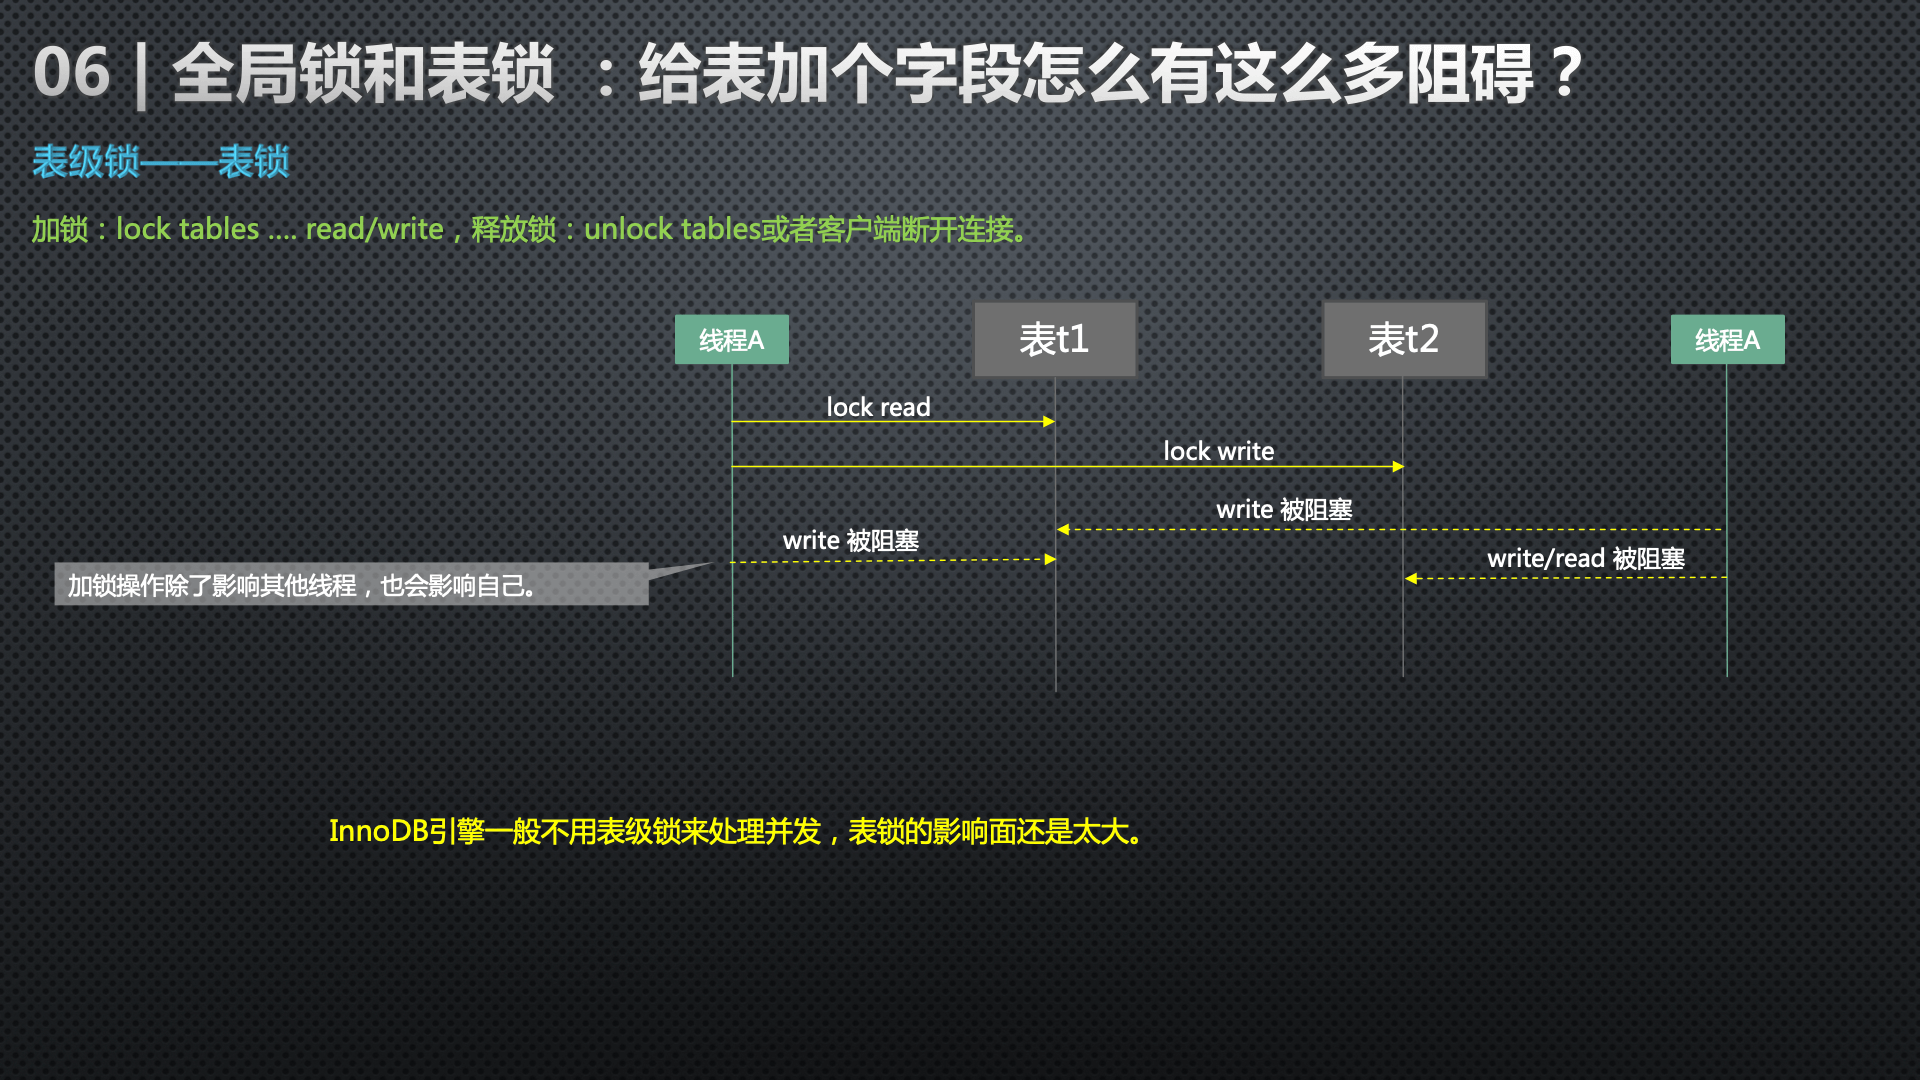 06 | 全局锁和表锁 ：给表加个字段怎么有这么多阻碍？
表级锁——表锁
加锁：lock tables .... read/write，释放锁：unlock tables或者客户端断开连接。
线程A
表t1
表t2
线程A
lock read
lock write
write 被阻塞
write 被阻塞
write/read 被阻塞
加锁操作除了影响其他线程，也会影响自己。
InnoDB引擎一般不用表级锁来处理并发，表锁的影响面还是太大。